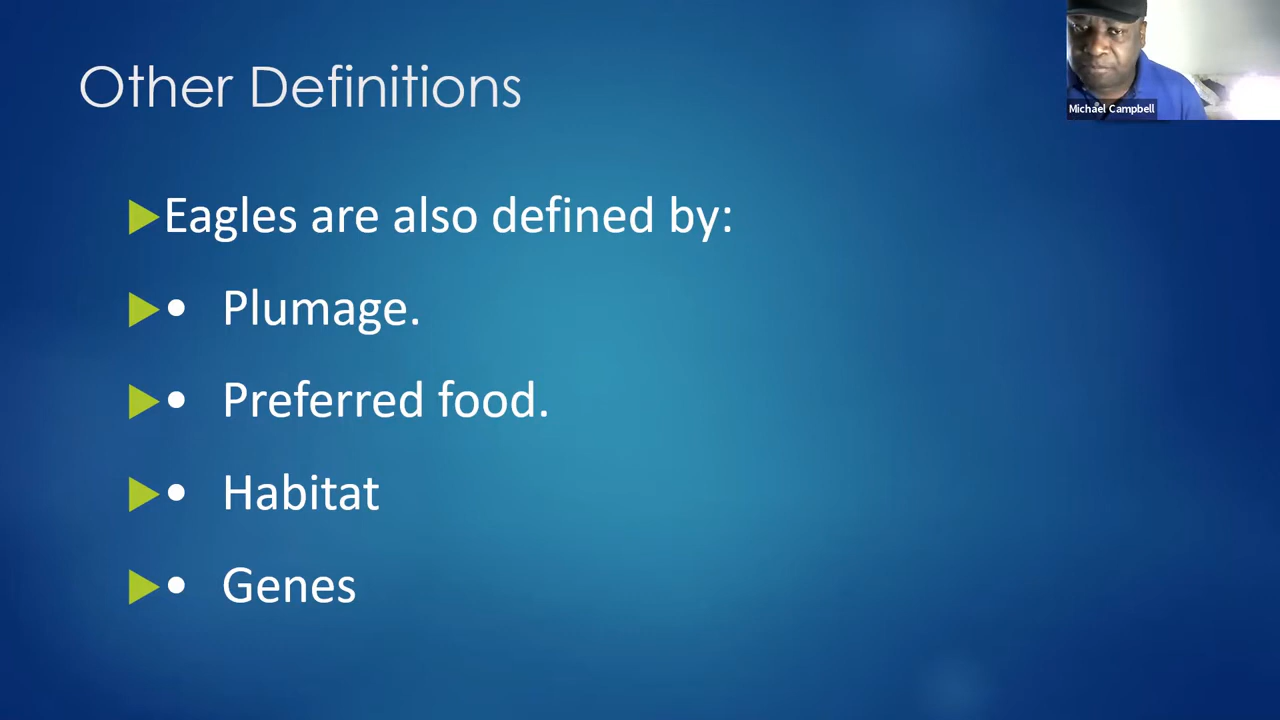 Other Definitions
Michael Campbell
Eagles are also defined by:
• Plumage.
• Preferred food.
• Habitat
• Genes